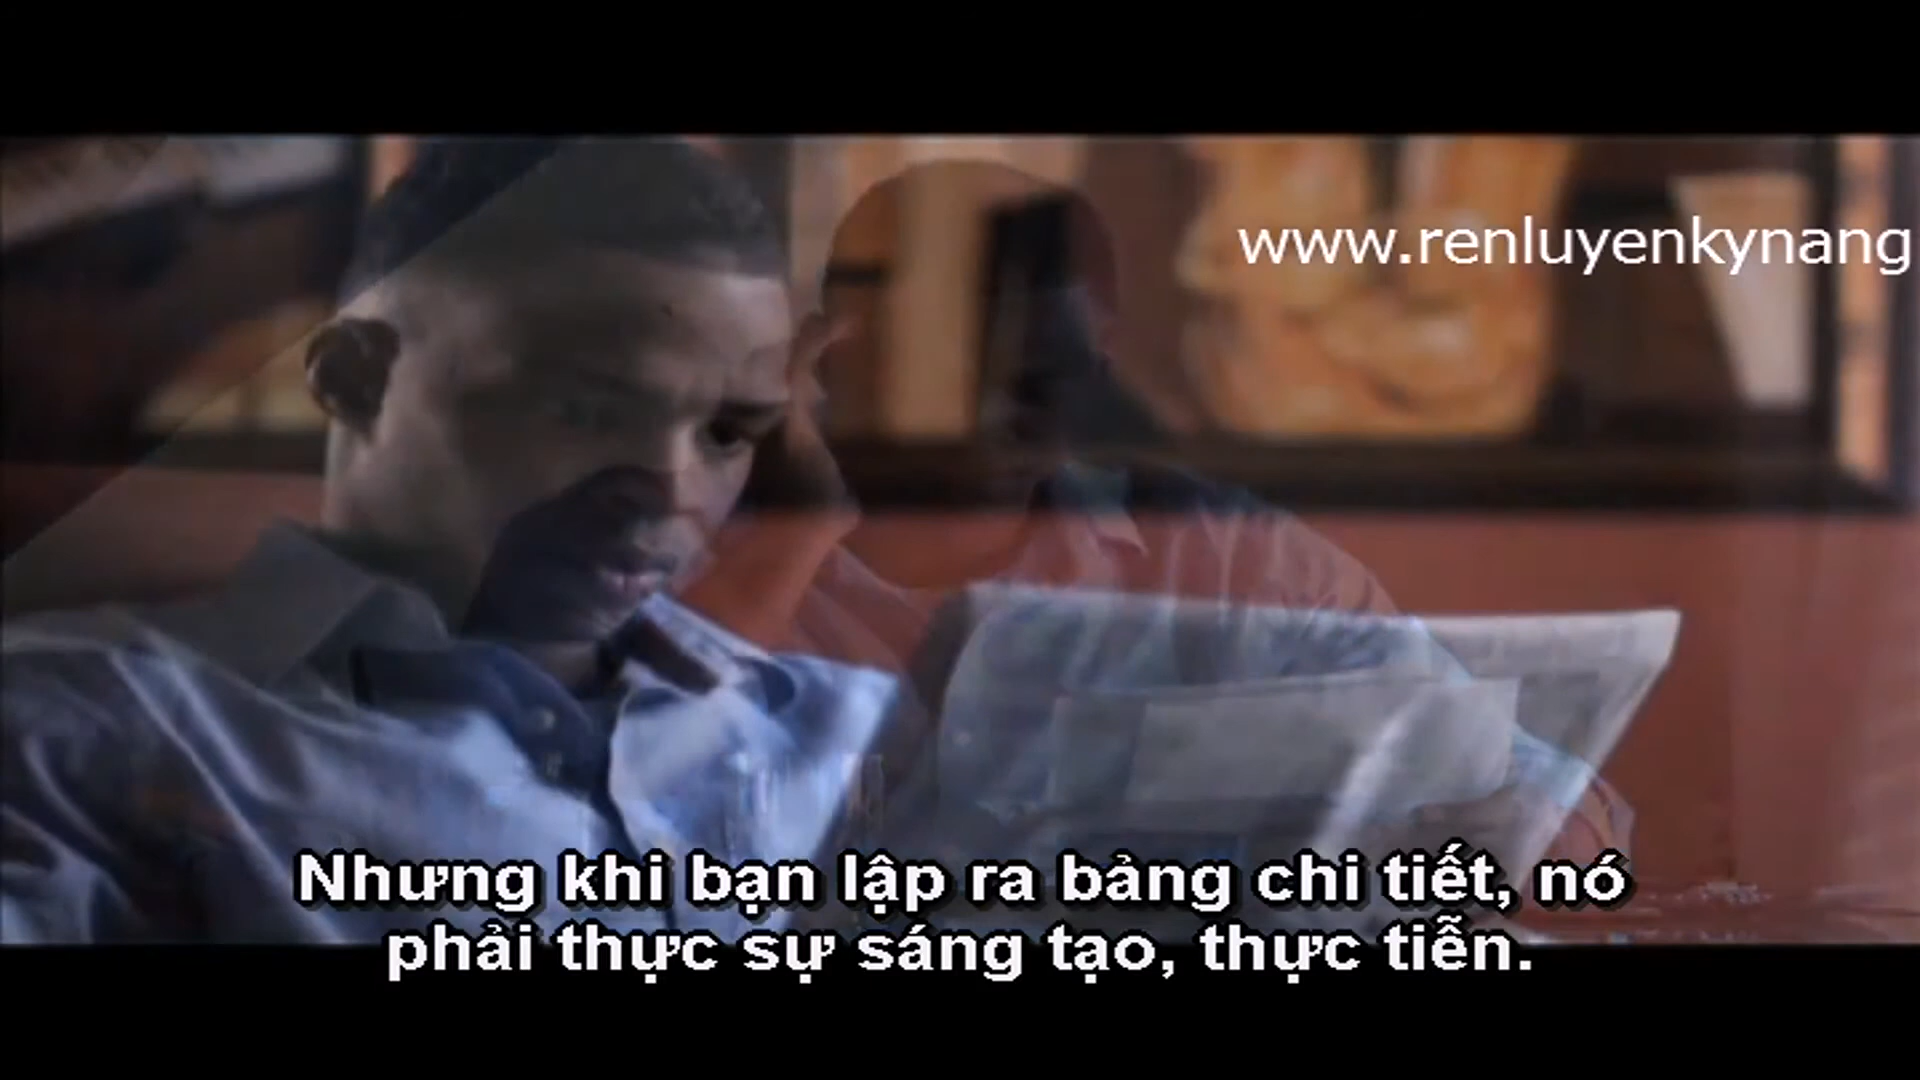 www.renluyenkynang
Nhưng khi bạn lập ra bảng chi tiết, nó
phải thực sự sáng tạo, thực tiễn.